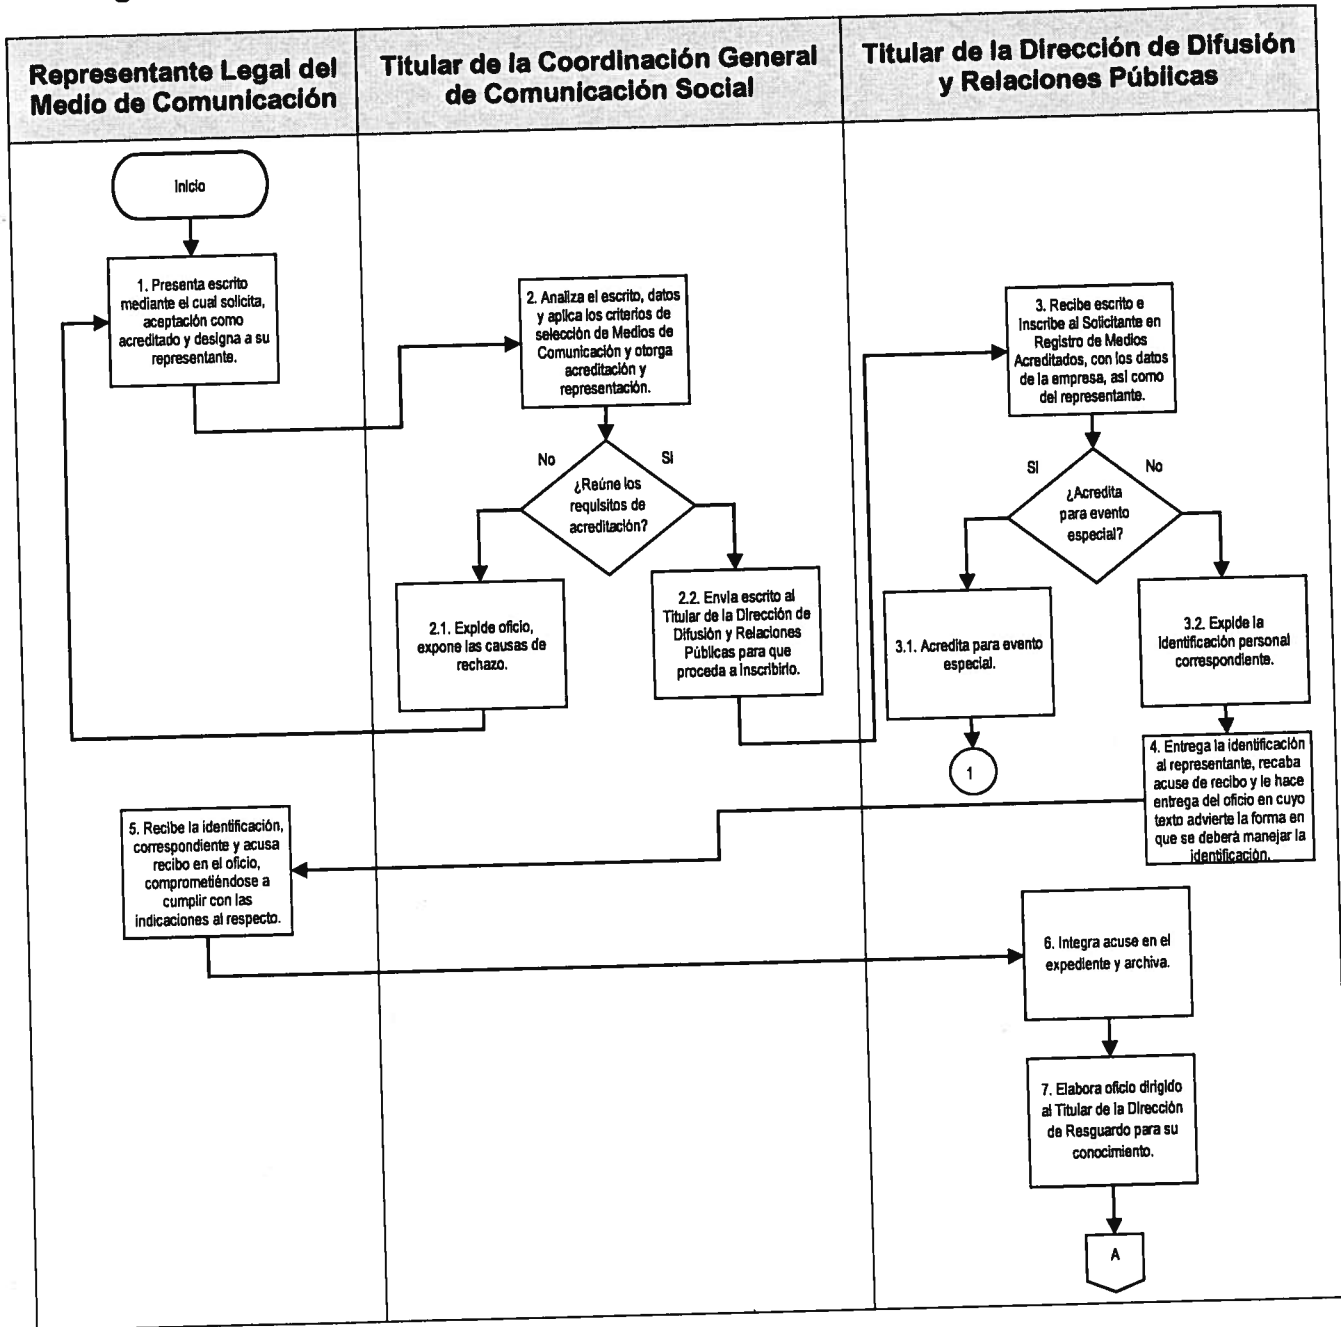 Representante Legal del
Medio de Comunicación
Titular de la Coordinación General
de Comunicación Social
Titular de la Dirección de Difusión
y Relaciones Públicas
Inicio
1. Presenta escrito
mediante el cual solicita,
aceptación como
acreditado y designa a su
representante.
2. Analiza el escrito, datos
y aplica los criterios de
selección de Medios de
Comunicación y otorga
acreditación y
representación.
3. Recibe escrito e
Inscribe al Solicitante en
Registro de Medios
Acreditados, con los datos
de la empresa, así como
del representante.
No
SI
¿Reúne los
requisitos de
acreditación?
SI
No
¿Acredita
para evento
especial?
2.1. Expide oficio,
expone las causas de
rechazo.
2.2. Envía escrito al
Titular de la Dirección de
Difusión y Relaciones
Públicas para que
proceda a inscribirlo.
3.1. Acredita para evento
especial.
3.2. Expide la
identificación personal
correspondiente.
1
4. Entrega la identificación
al representante, recaba
acuse de recibo y le hace
entrega del oficio en cuyo
texto advierte la forma en
que se deberá manejar la
identificación.
5. Recibe la identificación,
correspondiente y acusa
recibo en el oficio,
comprometiéndose a
cumplir con las
indicaciones al respecto.
6. Integra acuse en el
expediente y archiva.
7. Elabora oficio dirigido
al Titular de la Dirección
de Resguardo para su
conocimiento.
A